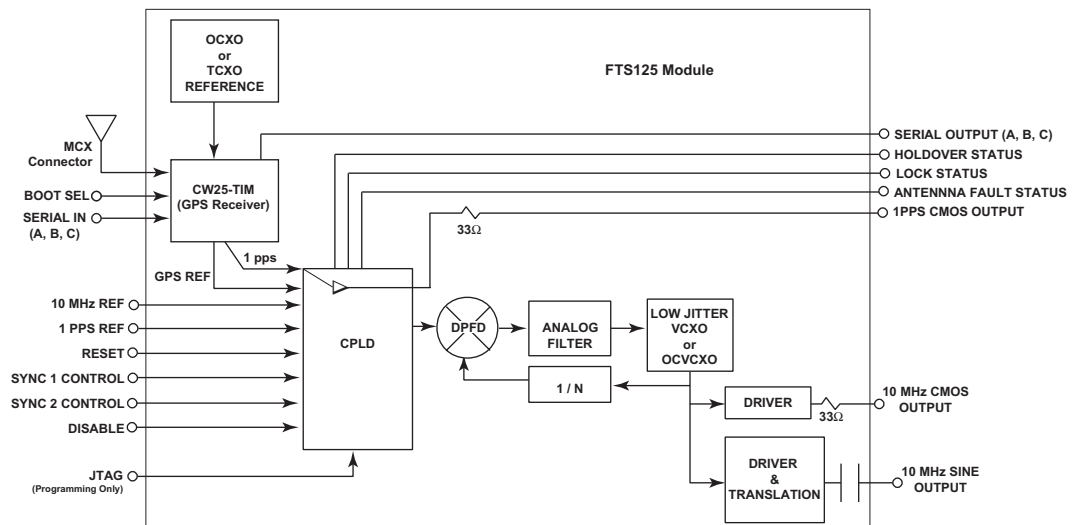 OCXO
or
TCXO
REFERENCE
FTS125 Module
MCX
Connector
BOOT SEL
SERIAL IN
(A, B, C)
CW25-TIM
(GPS Receiver)
SERIAL OUTPUT (A, B, C)
HOLDOVER STATUS
LOCK STATUS
ANTENNNA FAULT STATUS
1PPS CMOS OUTPUT
33Ω
1 pps
GPS REF
10 MHz REF
1 PPS REF
RESET
SYNC 1 CONTROL
SYNC 2 CONTROL
DISABLE
JTAG
(Programming Only)
CPLD
DPFD
ANALOG
FILTER
LOW JITTER
VCXO
or
OCVCXO
1 / N
DRIVER
33Ω
10 MHz CMOS
OUTPUT
DRIVER
&
TRANSLATION
10 MHz SINE
OUTPUT